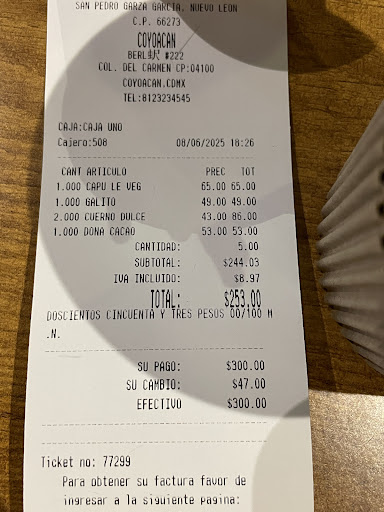 SAN PEDRO GARZA GARCIA, NUEVO LEON
C.P. 66273
COYOACAN
#222
COL. DEL CARMEN CP:04100
COYOACAN.CDMX
TEL:8123234545
CAJA:CAJA UNO
Cajero:508 08/06/2025 18:26
CANT ARTICULO PREC TOT
1.000 CAPU LE VEG 65.00 65.00
1.000 GALITO 49.00 49.00
2.000 CUERNO DULCE 43.00 86.00
1.000 DONA CACAO 53.00 53.00
CANTIDAD: 5.00
SUBTOTAL: $244.03
IVA INCLUIDO: $8.97
TOTAL: $253.00
DOSCIENTOS CINCUENTA Y TRES PESOS 00/100 M
.N.
SU PAGO: $300.00
SU CAMBIO: $47.00
EFECTIVO $300.00
Ticket no: 77299
Para obtener su factura favor de
ingresar a la siguiente pagina: